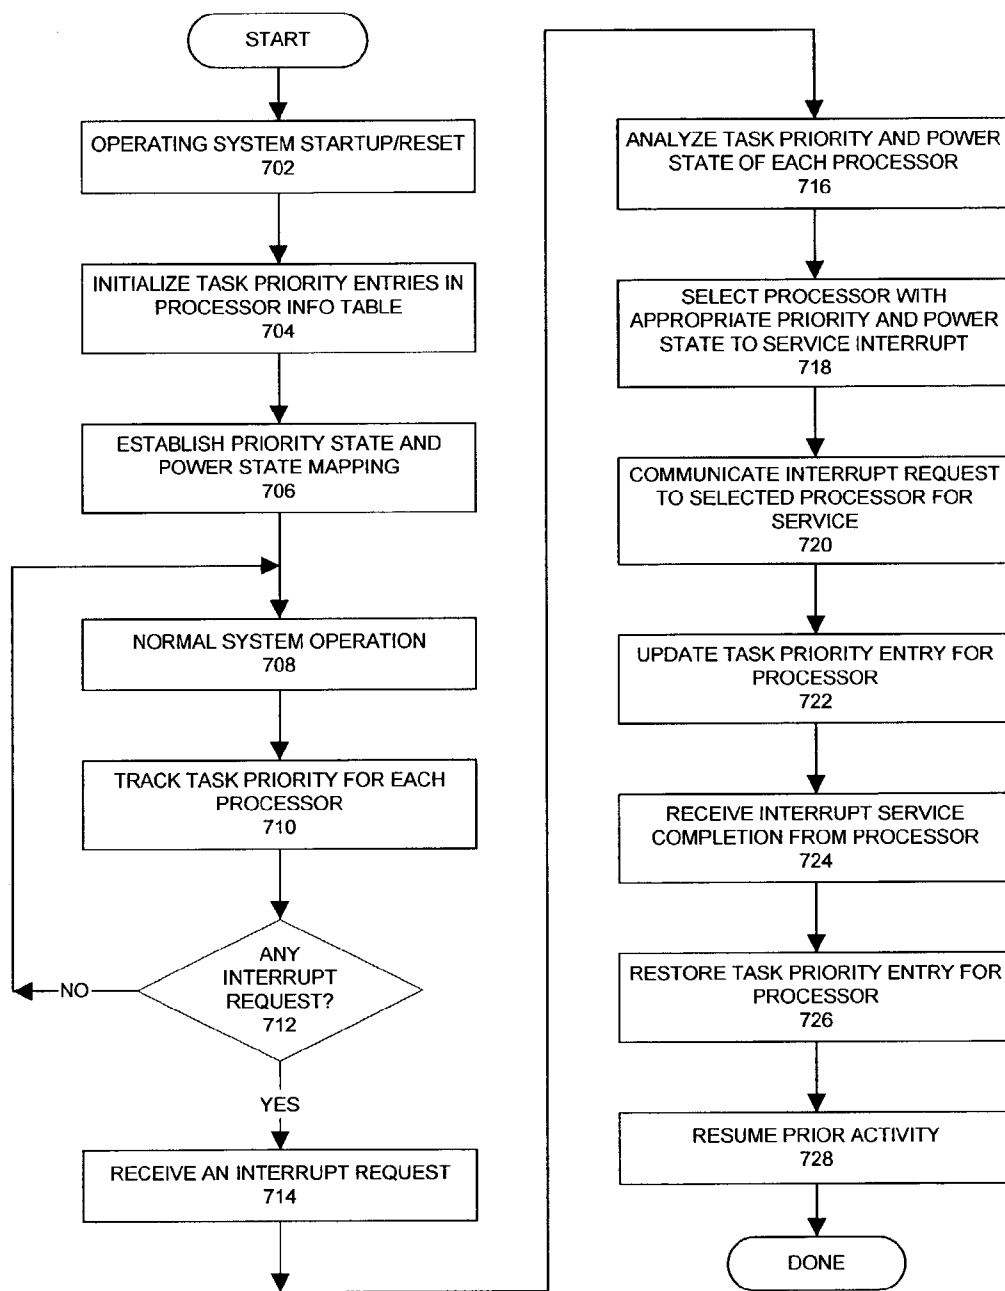 START
OPERATING SYSTEM STARTUP/RESET
702
INITIALIZE TASK PRIORITY ENTRIES IN
PROCESSOR INFO TABLE
704
ESTABLISH PRIORITY STATE AND
POWER STATE MAPPING
706
NORMAL SYSTEM OPERATION
708
TRACK TASK PRIORITY FOR EACH
PROCESSOR
710
ANY
INTERRUPT
REQUEST?
712
NO
YES
RECEIVE AN INTERRUPT REQUEST
714
ANALYZE TASK PRIORITY AND POWER
STATE OF EACH PROCESSOR
716
SELECT PROCESSOR WITH
APPROPRIATE PRIORITY AND POWER
STATE TO SERVICE INTERRUPT
718
COMMUNICATE INTERRUPT REQUEST
TO SELECTED PROCESSOR FOR
SERVICE
720
UPDATE TASK PRIORITY ENTRY FOR
PROCESSOR
722
RECEIVE INTERRUPT SERVICE
COMPLETION FROM PROCESSOR
724
RESTORE TASK PRIORITY ENTRY FOR
PROCESSOR
726
RESUME PRIOR ACTIVITY
728
DONE